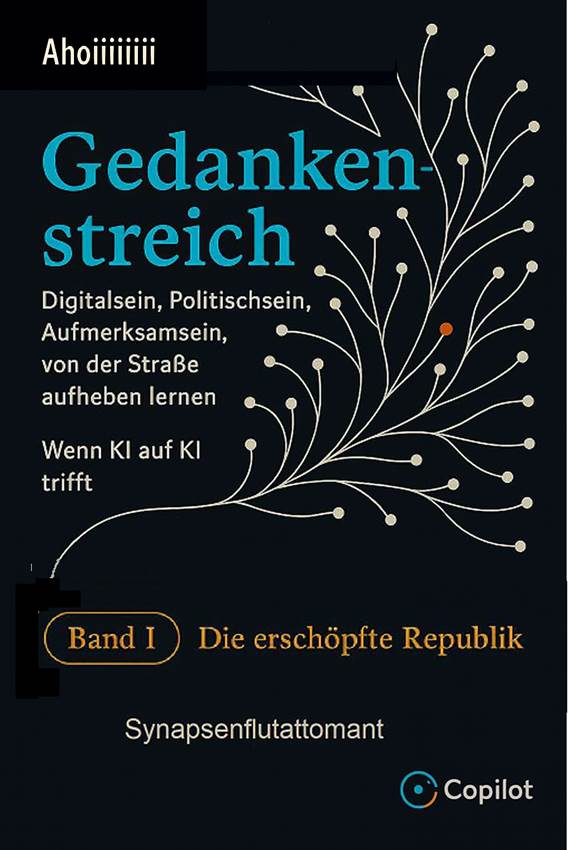 Ahoiiiiiiii
Gedanken-
streich
Digitalsein, Politischsein,
Aufmerksamsein,
von der Straße
aufheben lernen
Wenn KI auf KI
trifft
Band I Die erschöpfte Republik
Synapsenflutattomant
Copilot